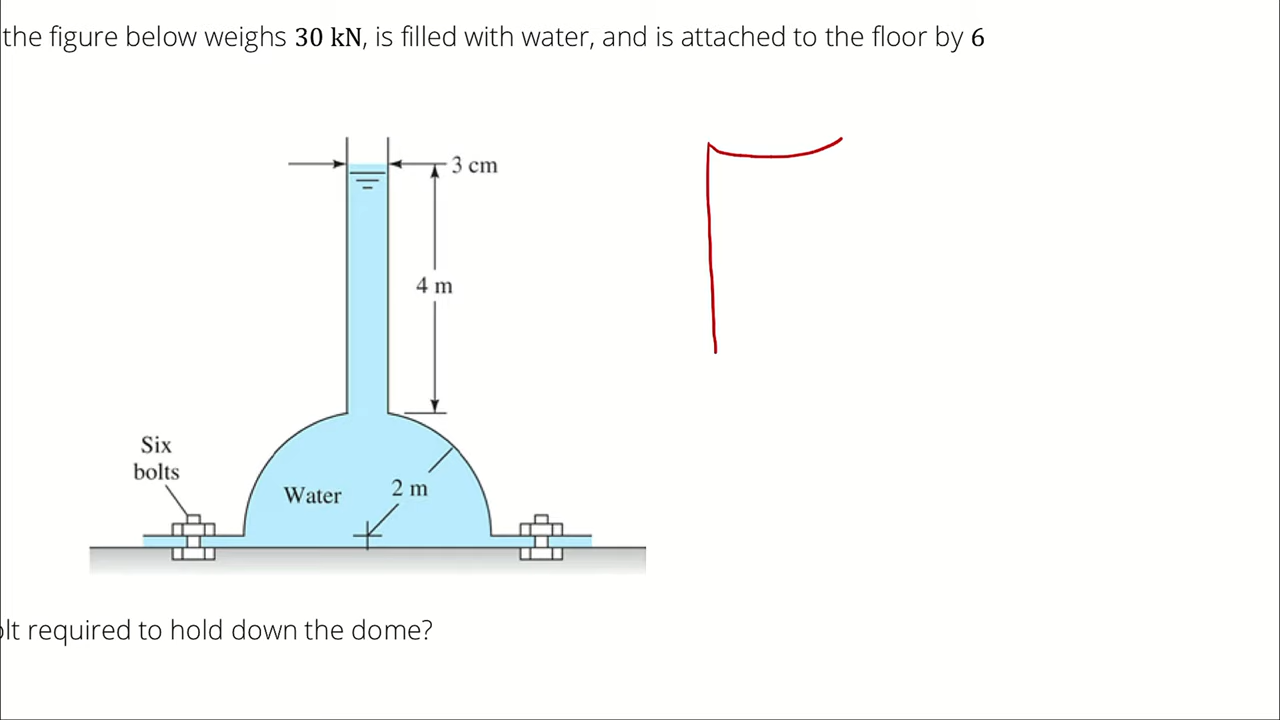 the figure below weighs 30 kN, is filled with water, and is attached to the floor by 6
3 cm
4 m
Six
bolts
Water
2 m
required to hold down the dome?